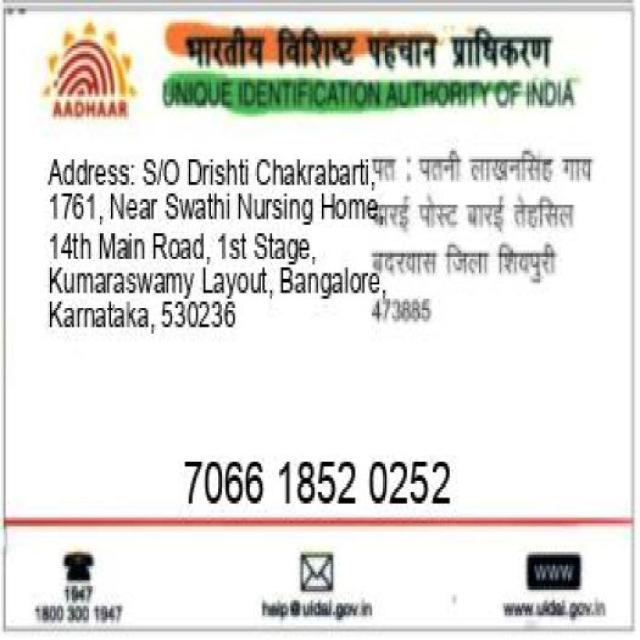 भारतीय विशिष्ट पहचान प्राधिकरण
AADHAAR
UNIQUE IDENTIFICATION AUTHORITY OF INDIA
Address: S/O Drishti Chakrabarti,
1761, Near Swathi Nursing Home,
14th Main Road, 1st Stage,
Kumaraswamy Layout, Bangalore,
Karnataka, 530236
पत : पतनी लाखनसिंह गाव
बारई पोस्ट बारई तेहसिल
बदरवास जिला शिवपुरी
473885
7066 1852 0252
1947
1800 300 1947
help@uidai.gov.in
WWW
www.uidai.gov.in